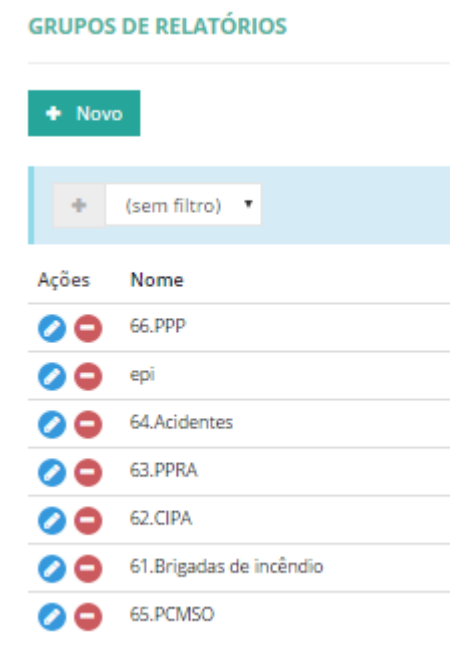 GRUPOS DE RELATÓRIOS
Novo
(sem filtro)
Ações Nome
66.PPP
epi
64.Acidentes
63.PPRA
62.CIPA
61.Brigadas de incêndio
65.PCMSO